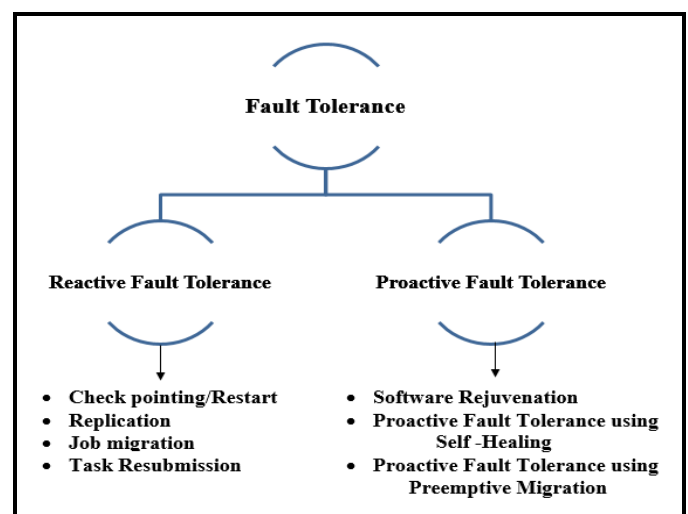 Fault Tolerance
Reactive Fault Tolerance
Proactive Fault Tolerance
• Check pointing/Restart
• Replication
• Job migration
• Task Resubmission
• Software Rejuvenation
• Proactive Fault Tolerance using
Self -Healing
• Proactive Fault Tolerance using
Preemptive Migration